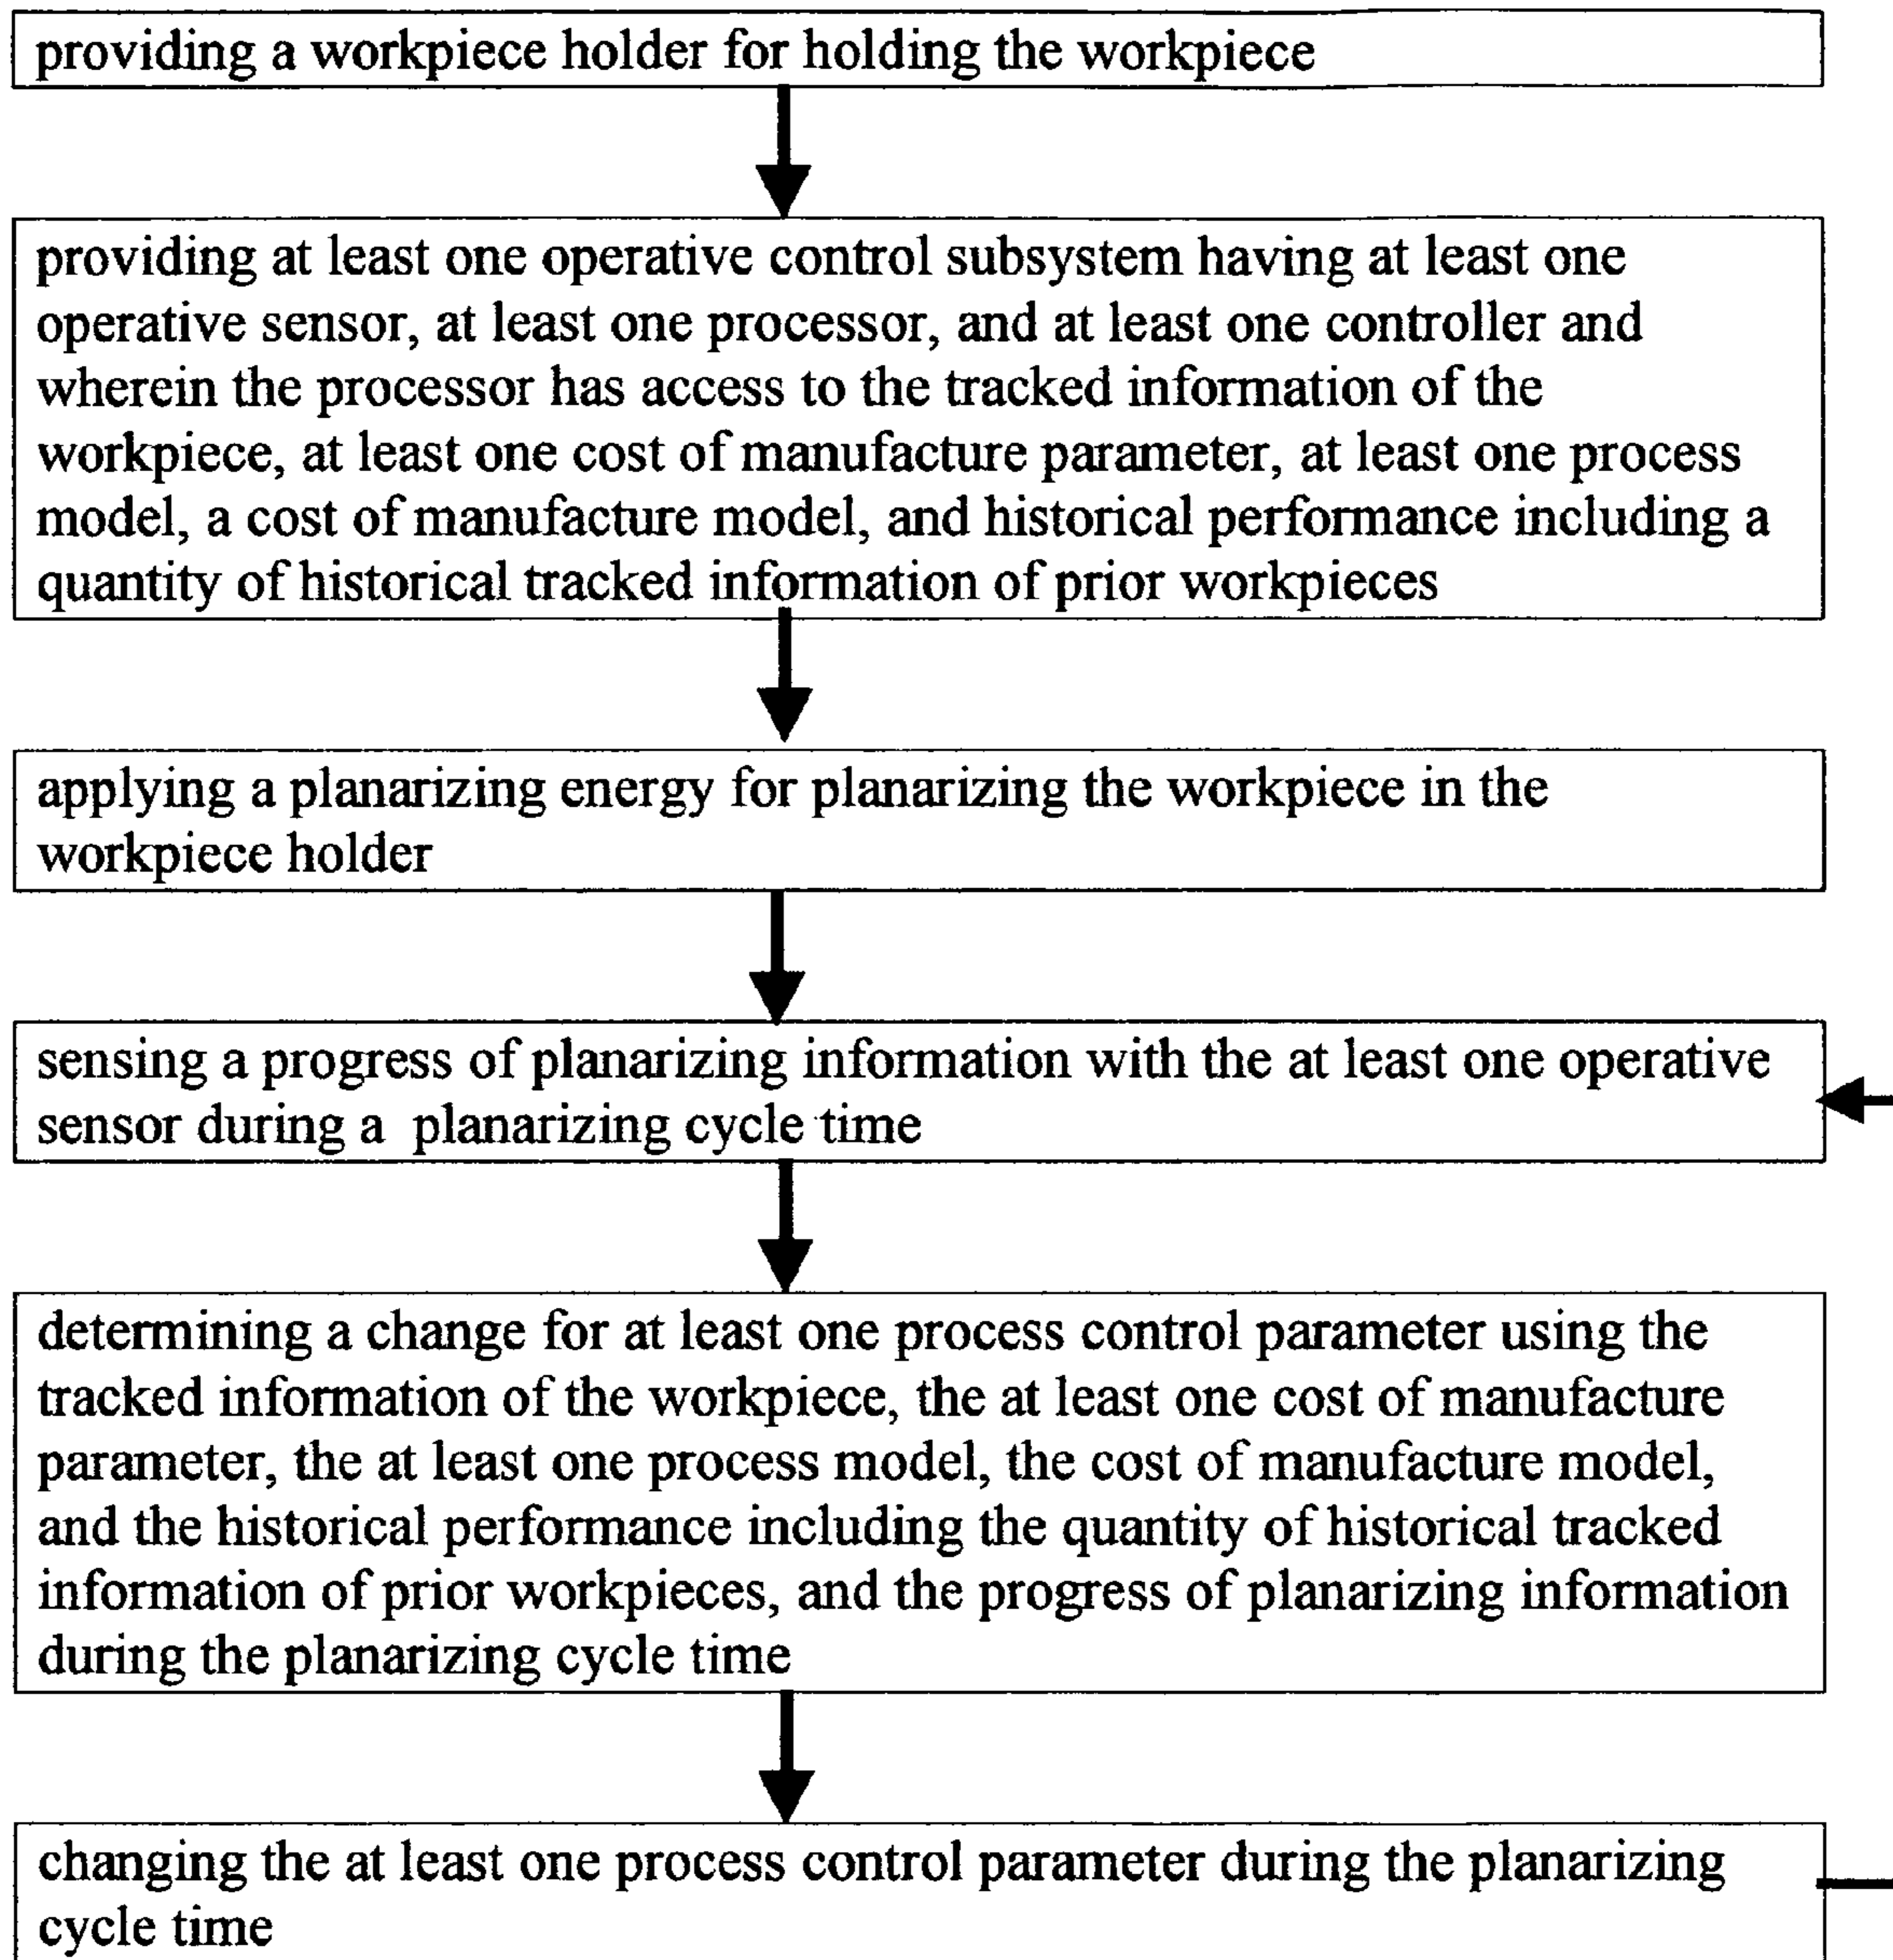 providing a workpiece holder for holding the workpiece
providing at least one operative control subsystem having at least one
operative sensor, at least one processor, and at least one controller and
wherein the processor has access to the tracked information of the
workpiece, at least one cost of manufacture parameter, at least one process
model, a cost of manufacture model, and historical performance including a
quantity of historical tracked information of prior workpieces
applying a planarizing energy for planarizing the workpiece in the
workpiece holder
sensing a progress of planarizing information with the at least one operative
sensor during a planarizing cycle time
determining a change for at least one process control parameter using the
tracked information of the workpiece, the at least one cost of manufacture
parameter, the at least one process model, the cost of manufacture model,
and the historical performance including the quantity of historical tracked
information of prior workpieces, and the progress of planarizing information
during the planarizing cycle time
changing the at least one process control parameter during the planarizing
cycle time